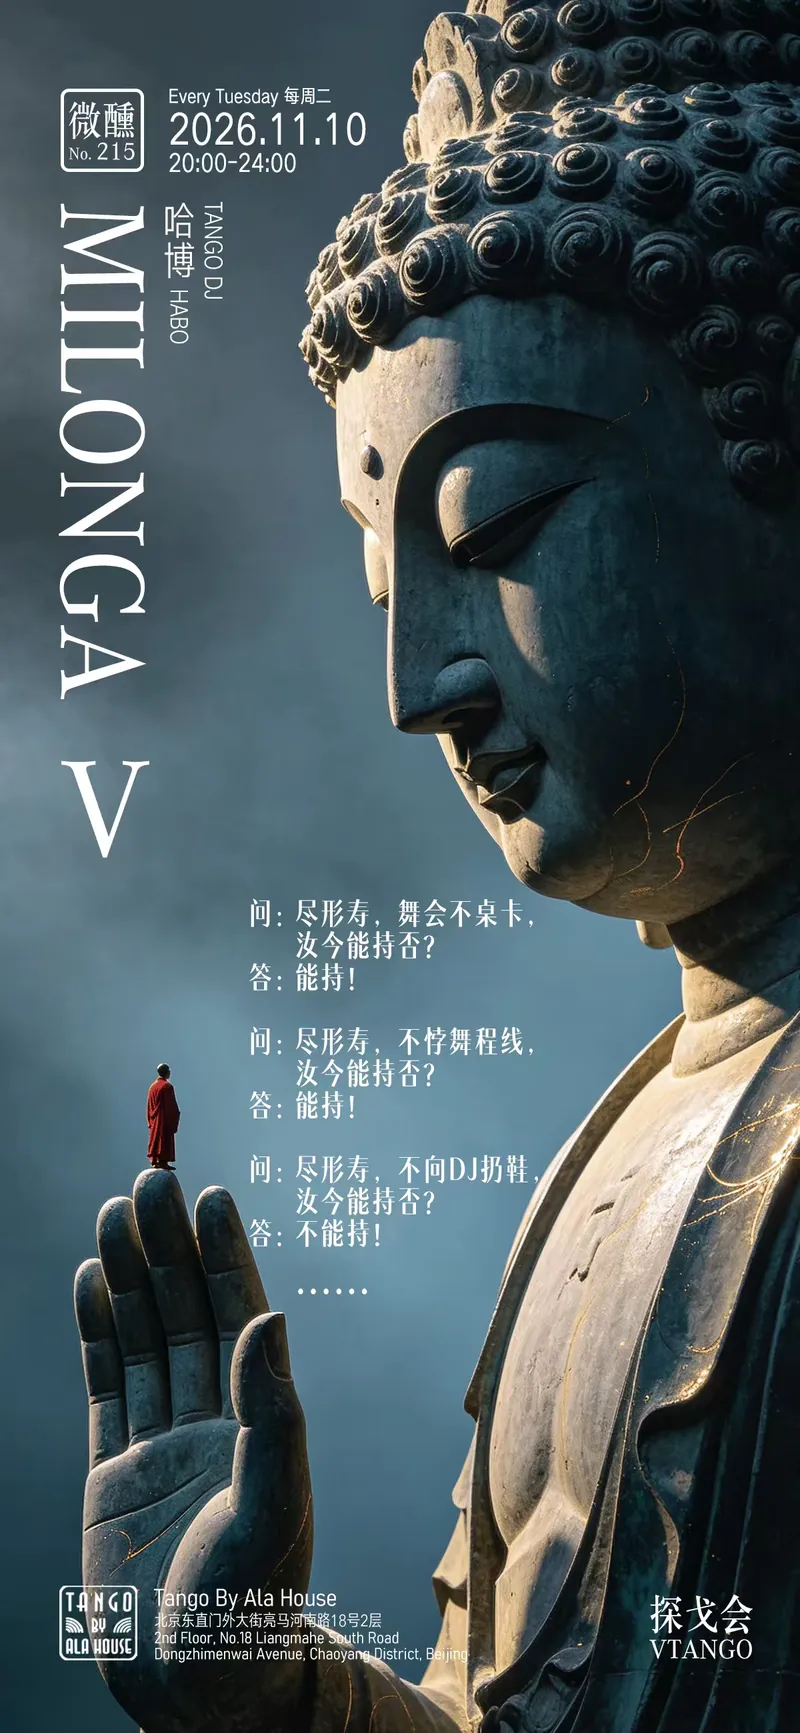 微醺
No. 215
Every Tuesday 每周二
2026.11.10
20:00-24:00
MILONGA V
TANGO DJ
哈博 HABO
问：尽形寿，舞会不桌卡，
汝今能持否？
答：能持！
问：尽形寿，不悖舞程线，
汝今能持否？
答：能持！
问：尽形寿，不向DJ扔鞋，
汝今能持否？
答：不能持！
······
TANGO
BY
ALA HOUSE
Tango By Ala House
北京东直门外大街亮马河南路18号2层
2nd Floor, No.18 Liangmahe South Road
Dongzhimenwai Avenue, Chaoyang District, Beijing
探戈会
VTANGO